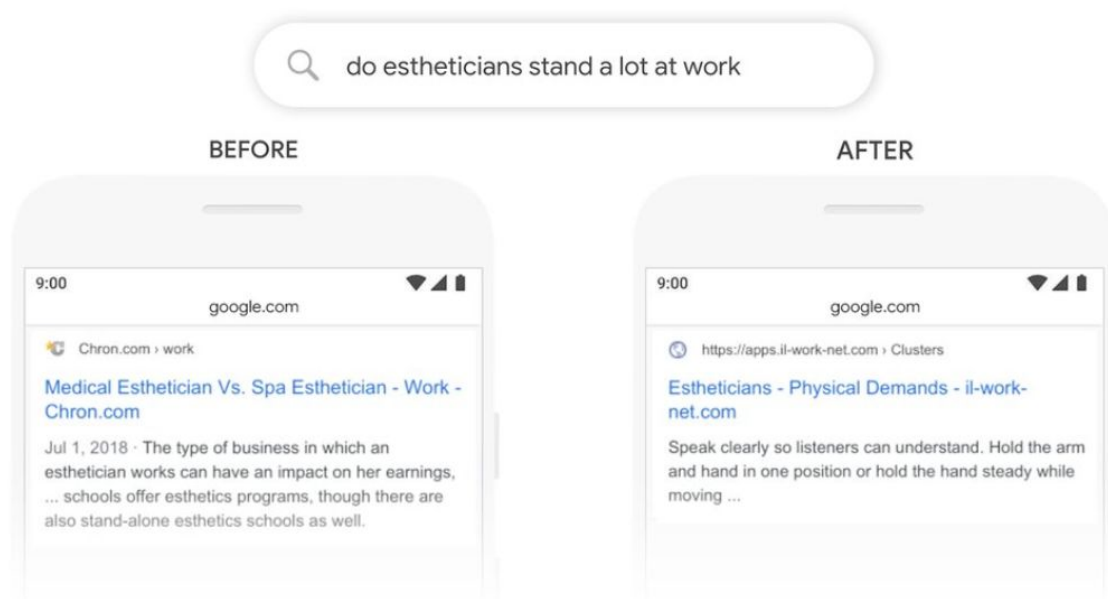 do estheticians stand a lot at work
BEFORE
9:00
google.com
Chron.com › work
Medical Esthetician Vs. Spa Esthetician - Work -
Chron.com
Jul 1, 2018 · The type of business in which an
esthetician works can have an impact on her earnings,
... schools offer esthetics programs, though there are
also stand-alone esthetics schools as well.
AFTER
9:00
google.com
https://apps.il-work-net.com › Clusters
Estheticians - Physical Demands - il-work-
net.com
Speak clearly so listeners can understand. Hold the arm
and hand in one position or hold the hand steady while
moving ...